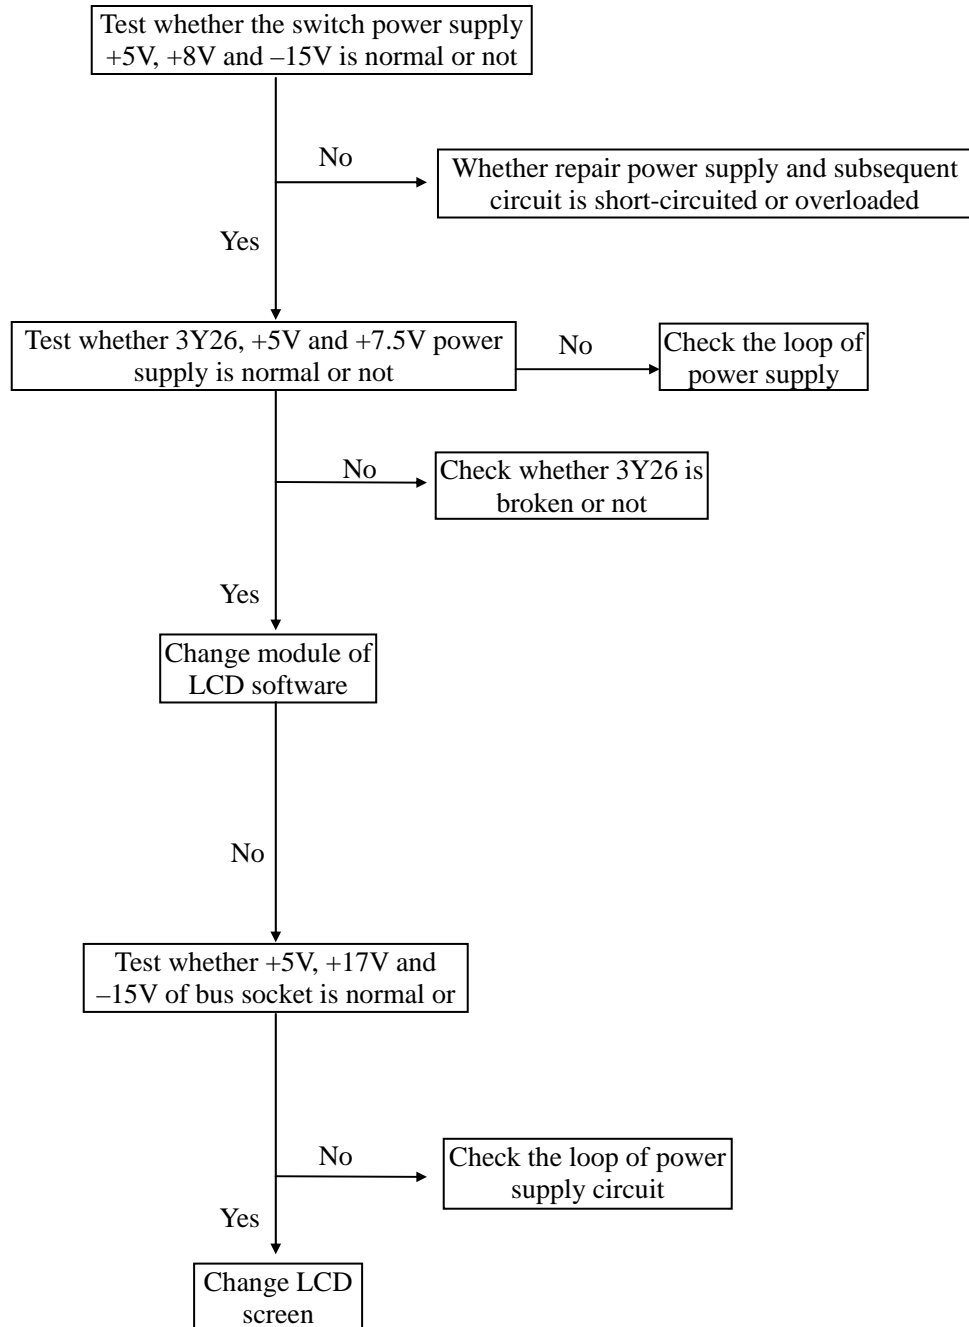 Test whether the switch power supply
+5V, +8V and –15V is normal or not
No
Whether repair power supply and subsequent
circuit is short-circuited or overloaded
Yes
Test whether 3Y26, +5V and +7.5V power
supply is normal or not
No
Check the loop of
power supply
No
Check whether 3Y26 is
broken or not
Yes
Change module of
LCD software
No
Test whether +5V, +17V and
–15V of bus socket is normal or
No
Check the loop of power
supply circuit
Yes
Change LCD
screen